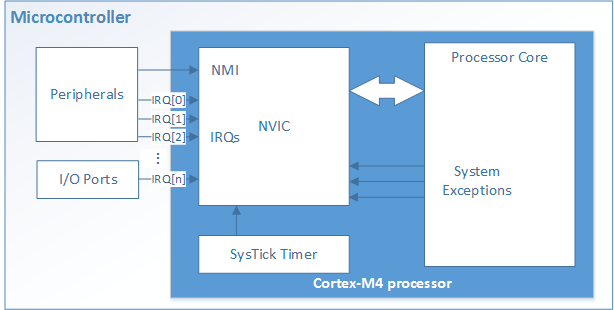 Microcontroller
Peripherals
I/O Ports
IRQ[0]
IRQ[1]
IRQ[2]
IRQ[n]
NMI
NVIC
IRQs
SysTick Timer
Processor Core
System
Exceptions
Cortex-M4 processor